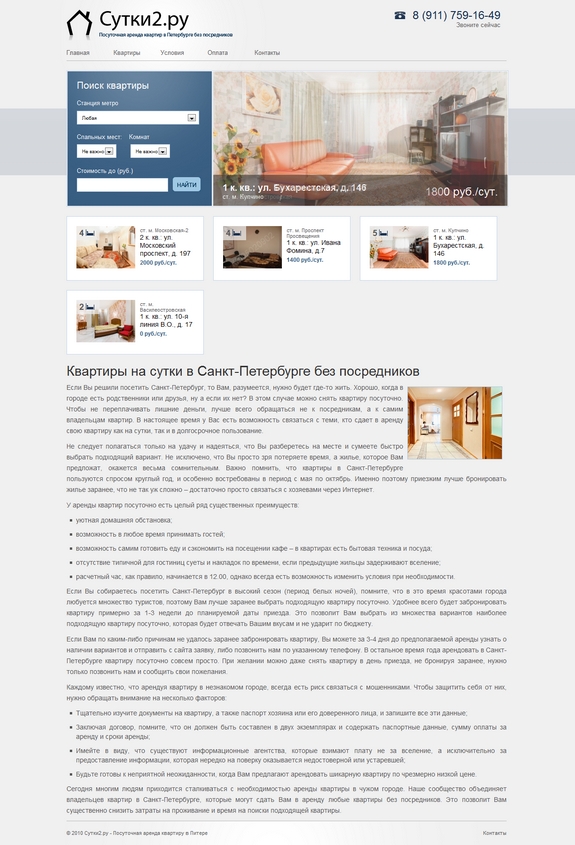 Сутки2.ру
Посуточная аренда квартир в Петербурге без посредников
8 (911) 759-16-49
Звоните сейчас
Главная Квартиры Условия Оплата Контакты
Поиск квартиры
Станция метро
Любая
Спальных мест: Комнат
Не важно Не важно
Стоимость до (руб.)
НАЙТИ
1 к. кв.: ул. Бухарестская, д. 146
ст. м. Купчино
1800 руб./сут.
4
ст. м. Московская-2
2 к. кв.: ул.
Московский
проспект, д. 197
2000 руб./сут.
4
ст. м. Проспект
Просвещения
1 к. кв.: ул. Ивана
Фомина, д.7
1400 руб./сут.
5
ст. м. Купчино
1 к. кв.: ул.
Бухарестская, д.
146
1800 руб./сут.
2
ст. м.
Василеостровская
1 к. кв.: ул. 10-я
линия В.О., д. 17
0 руб./сут.
Квартиры на сутки в Санкт-Петербурге без посредников
Если Вы решили посетить Санкт-Петербург, то Вам, разумеется, нужно будет где-то жить. Хорошо, когда в
городе есть родственники или друзья, ну а если их нет? В этом случае можно снять квартиру посуточно.
Чтобы не переплачивать лишние деньги, лучше всего обращаться не к посредникам, а к самим
владельцам квартир. В настоящее время у Вас есть возможность связаться с теми, кто сдает в аренду
свою квартиру как на сутки, так и в долгосрочное пользование.
Не следует полагаться только на удачу и надеяться, что Вы разберетесь на месте и сумеете быстро
выбрать подходящий вариант. Не исключено, что Вы просто зря потеряете время, а жилье, которое Вам
предложат, окажется весьма сомнительным. Важно помнить, что квартиры в Санкт-Петербурге
пользуются спросом круглый год, и особенно востребованы в период с мая по октябрь. Именно поэтому приезжим лучше бронировать
жилье заранее, что не так уж сложно – достаточно просто связаться с хозяевами через Интернет.
У аренды квартир посуточно есть целый ряд существенных преимуществ:
уютная домашняя обстановка;
возможность в любое время принимать гостей;
возможность самим готовить еду и сэкономить на посещении кафе – в квартирах есть бытовая техника и посуда;
отсутствие типичной для гостиниц суеты и накладок по времени, если предыдущие жильцы задерживают вселение;
расчетный час, как правило, начинается в 12.00, однако всегда есть возможность изменить условия при необходимости.
Если Вы собираетесь посетить Санкт-Петербург в высокий сезон (период белых ночей), помните, что в это время красотами города
любуется множество туристов, поэтому Вам лучше заранее выбрать подходящую квартиру посуточно. Удобнее всего будет забронировать
квартиру примерно за 1-3 недели до планируемой даты приезда. Это позволит Вам выбрать из множества вариантов наиболее
подходящую квартиру посуточно, которая будет отвечать Вашим вкусам и не ударит по бюджету.
Если Вам по каким-либо причинам не удалось заранее забронировать квартиру, Вы можете за 3-4 дня до предполагаемой аренды узнать о
наличии вариантов и отправить с сайта заявку, либо позвонить нам по указанному телефону. В остальное время года арендовать в Санкт-
Петербурге квартиру посуточно совсем просто. При желании можно даже снять квартиру в день приезда, не бронируя заранее, нужно
только позвонить нам и сообщить свои пожелания.
Каждому известно, что арендуя квартиру в незнакомом городе, всегда есть риск связаться с мошенниками. Чтобы защитить себя от них,
нужно обращать внимание на несколько факторов:
Тщательно изучите документы на квартиру, а также паспорт хозяина или его доверенного лица, и запишите все эти данные;
Заключая договор, помните, что он должен быть составлен в двух экземплярах и содержать паспортные данные, сумму оплаты за
аренду и сроки аренды;
Имейте в виду, что существуют информационные агентства, которые взимают плату не за вселение, а исключительно за
предоставление информации, которая нередко на поверку оказывается недостоверной или устаревшей;
Будьте готовы к неприятной неожиданности, когда Вам предлагают арендовать шикарную квартиру по чрезмерно низкой цене.
Сегодня многим людям приходится сталкиваться с необходимостью аренды квартиры в чужом городе. Наше сообщество объединяет
владельцев квартир в Санкт-Петербурге, которые могут сдать Вам в аренду любые квартиры без посредников. Это позволит Вам
существенно снизить затраты на проживание и время на поиски подходящей квартиры.
© 2010 Сутки2.ру - Посуточная аренда квартир в Питере
Контакты